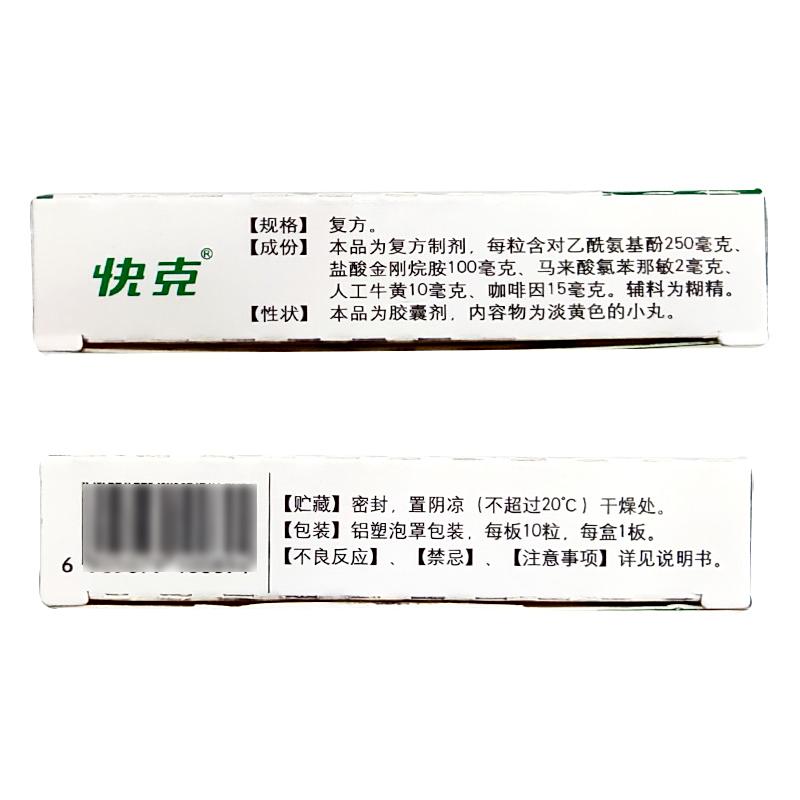 快克®
【规格】 复方。
【成份】 本品为复方制剂，每粒含对乙酰氨基酚250毫克、
盐酸金刚烷胺100毫克、马来酸氯苯那敏2毫克、
人工牛黄10毫克、咖啡因15毫克。辅料为糊精。
【性状】 本品为胶囊剂，内容物为淡黄色的小丸。
6
【贮藏】密封，置阴凉（不超过20℃）干燥处。
【包装】铝塑泡罩包装，每板10粒，每盒1板。
【不良反应】、【禁忌】、【注意事项】详见说明书。